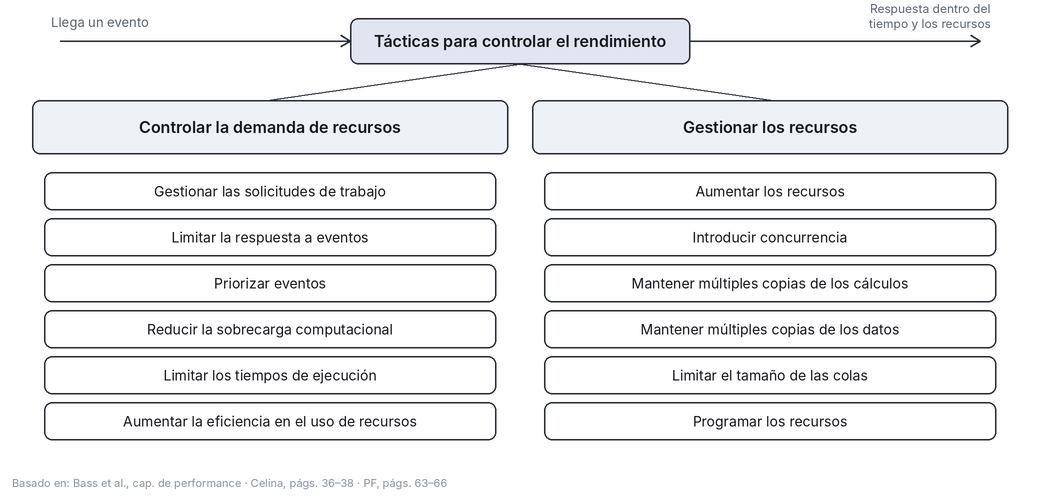 Llega un evento
Respuesta dentro del
tiempo y los recursos
Tácticas para controlar el rendimiento
Controlar la demanda de recursos
Gestionar las solicitudes de trabajo
Limitar la respuesta a eventos
Priorizar eventos
Reducir la sobrecarga computacional
Limitar los tiempos de ejecución
Aumentar la eficiencia en el uso de recursos
Gestionar los recursos
Aumentar los recursos
Introducir concurrencia
Mantener múltiples copias de los cálculos
Mantener múltiples copias de los datos
Limitar el tamaño de las colas
Programar los recursos
Basado en: Bass et al., cap. de performance · Celina, págs. 36–38 · PF, págs. 63–66